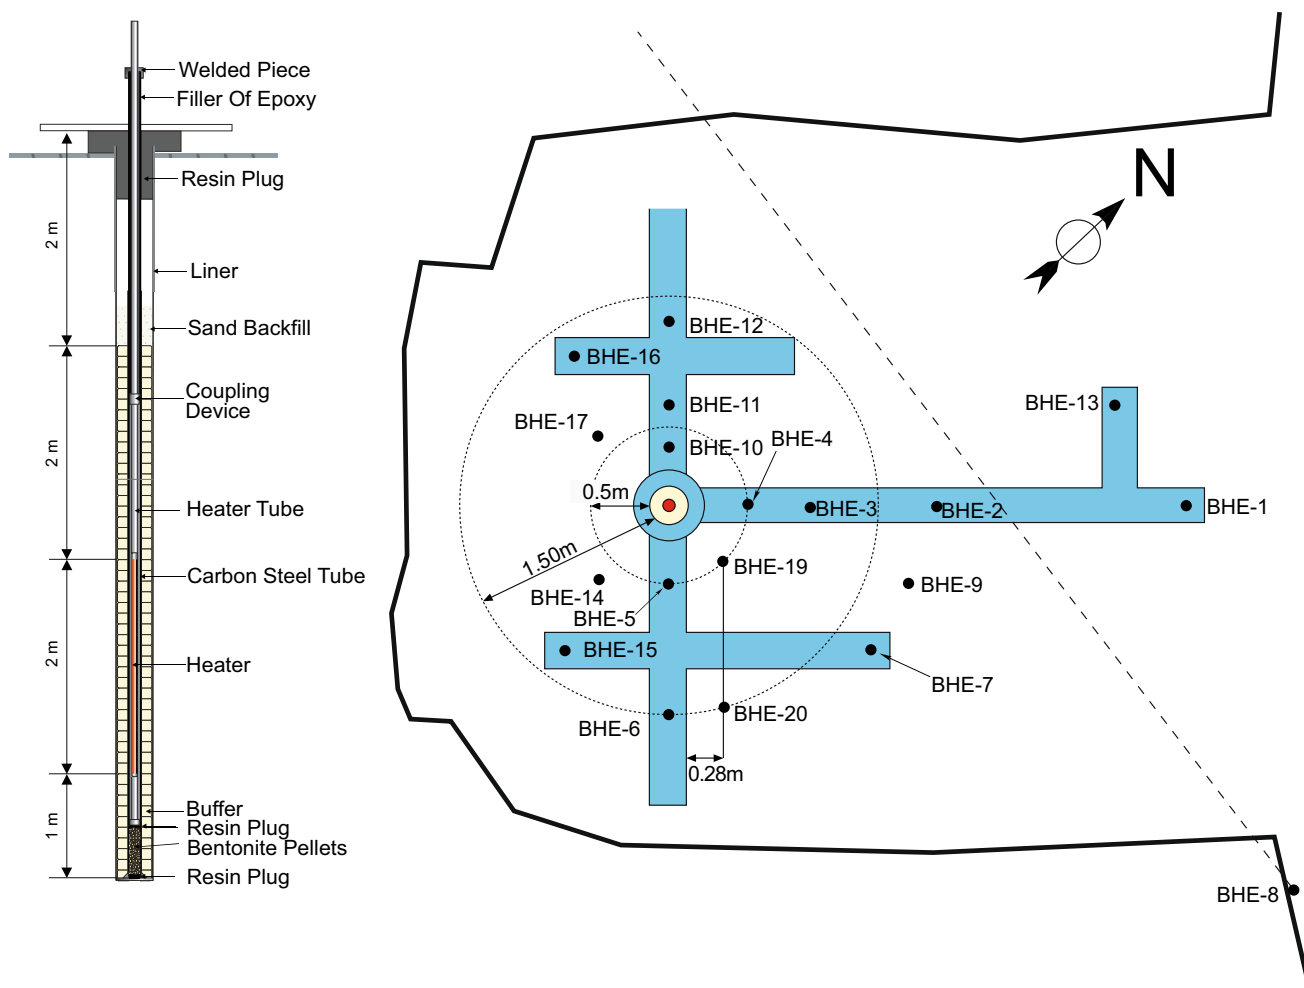 Welded Piece
Filler Of Epoxy
Resin Plug
2 m
Liner
Sand Backfill
Coupling
Device
2 m
Heater Tube
Carbon Steel Tube
2 m
Heater
1 m
Buffer
Resin Plug
Bentonite Pellets
Resin Plug
N
BHE-12
BHE-16
BHE-11
BHE-13
BHE-17
BHE-10
BHE-4
0.5m
BHE-3
BHE-2
BHE-1
1.50m
BHE-19
BHE-9
BHE-14
BHE-5
BHE-15
BHE-7
BHE-20
BHE-6
0.28m
BHE-8